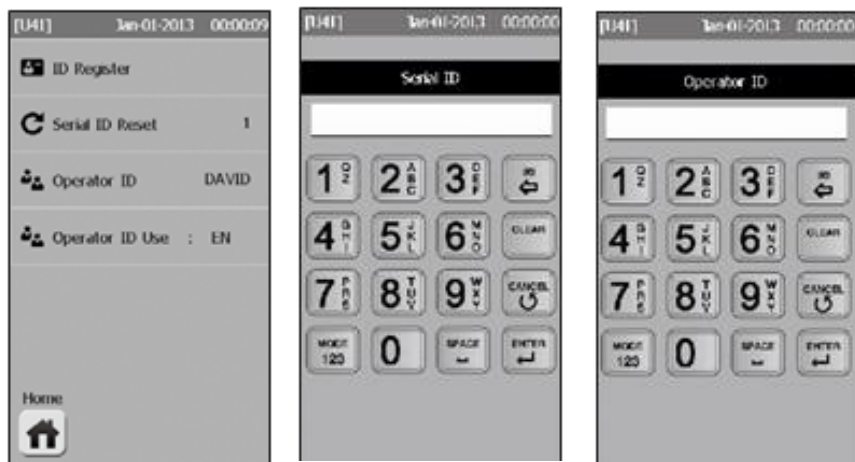 [U41] Jan-01-2013 00:00:09
ID Register
Serial ID Reset 1
Operator ID DAVID
Operator ID Use : EN
Home
[U41] Jan-01-2013 00:00:00
Serial ID
1 Q Z 2 A B C 3 D E F
4 G H I 5 J K L 6 M N O CLEAR
7 P R S 8 T U V 9 W X Y CANCEL
MODE 123 0 SPACE ENTER
[U41] Jan-01-2013 00:00:00
Operator ID
1 Q Z 2 A B C 3 D E F
4 G H I 5 J K L 6 M N O CLEAR
7 P R S 8 T U V 9 W X Y CANCEL
MODE 123 0 SPACE ENTER